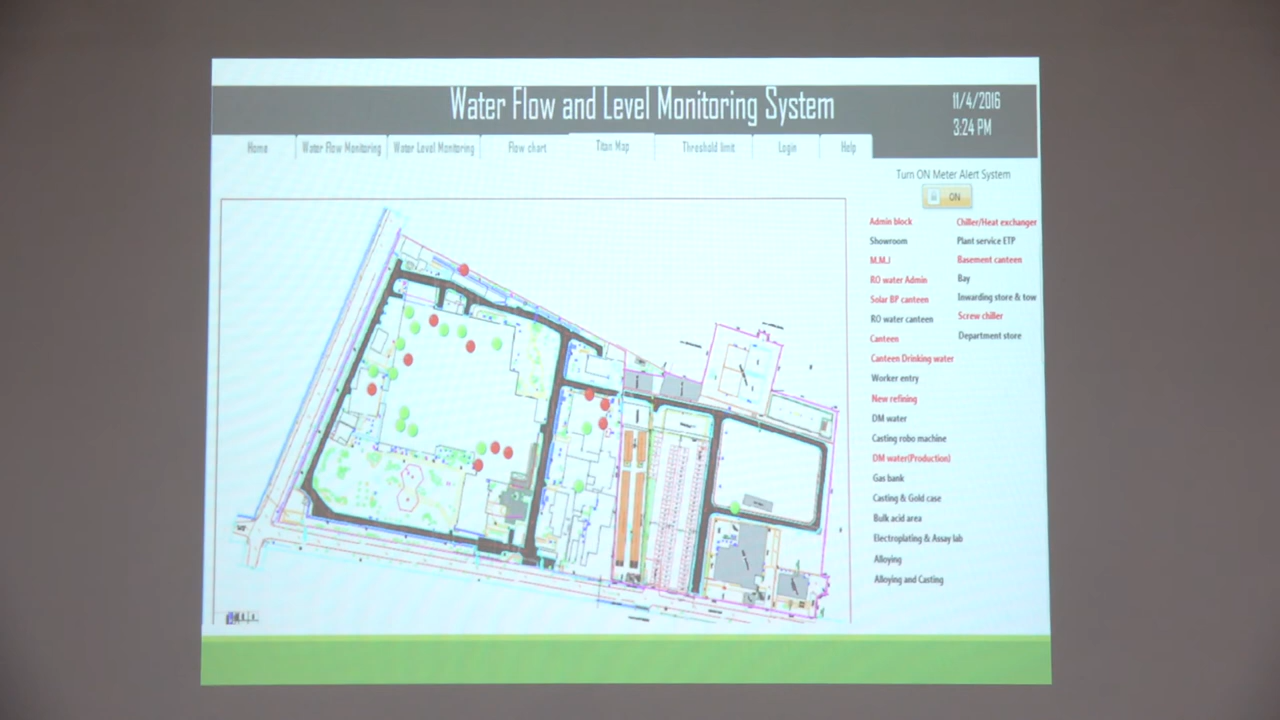 Water Flow and Level Monitoring System
11/4/2016
3:24 PM
Home
Water Flow Monitoring
Water Level Monitoring
Flow chart
Titan Map
Threshold limit
Login
Help
Turn ON Meter Alert System
ON
Admin block
Showroom
M.M.J
RO water Admin
Solar BP canteen
RO water canteen
Canteen
Canteen Drinking water
Worker entry
New refining
DM water
Casting robo machine
DM water(Production)
Gas bank
Casting & Gold case
Bulk acid area
Electroplating & Assay lab
Alloying
Alloying and Casting
Chiller/Heat exchanger
Plant service ETP
Basement canteen
Bay
Inwarding store & tow
Screw chiller
Department store